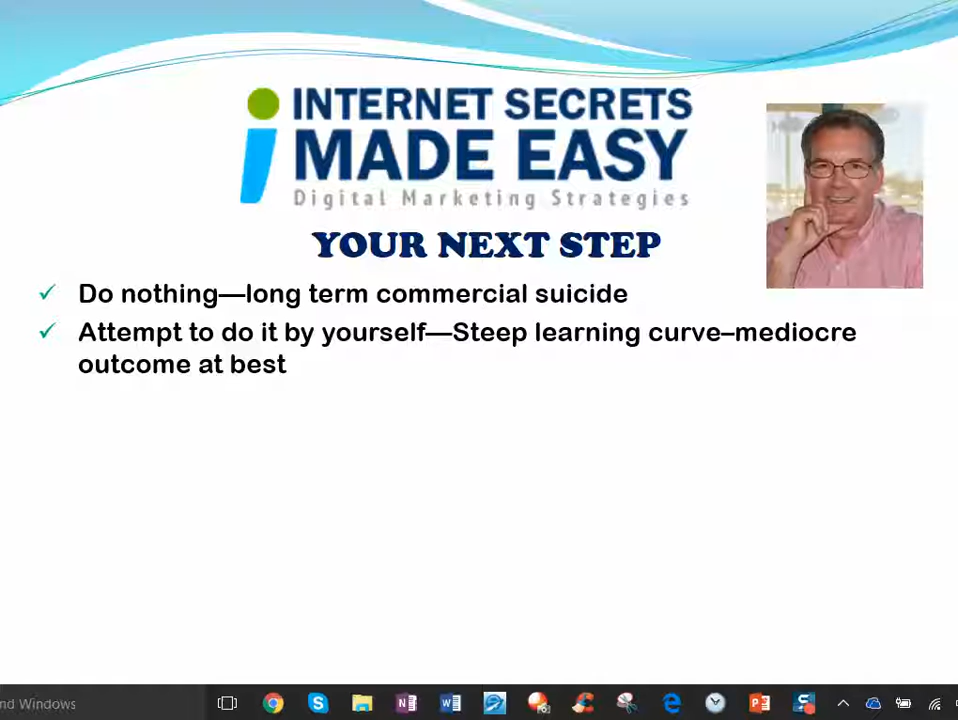 INTERNET SECRETS
MADE EASY
Digital Marketing Strategies
YOUR NEXT STEP
Do nothing—long term commercial suicide
Attempt to do it by yourself—Steep learning curve–mediocre
outcome at best
nd Windows